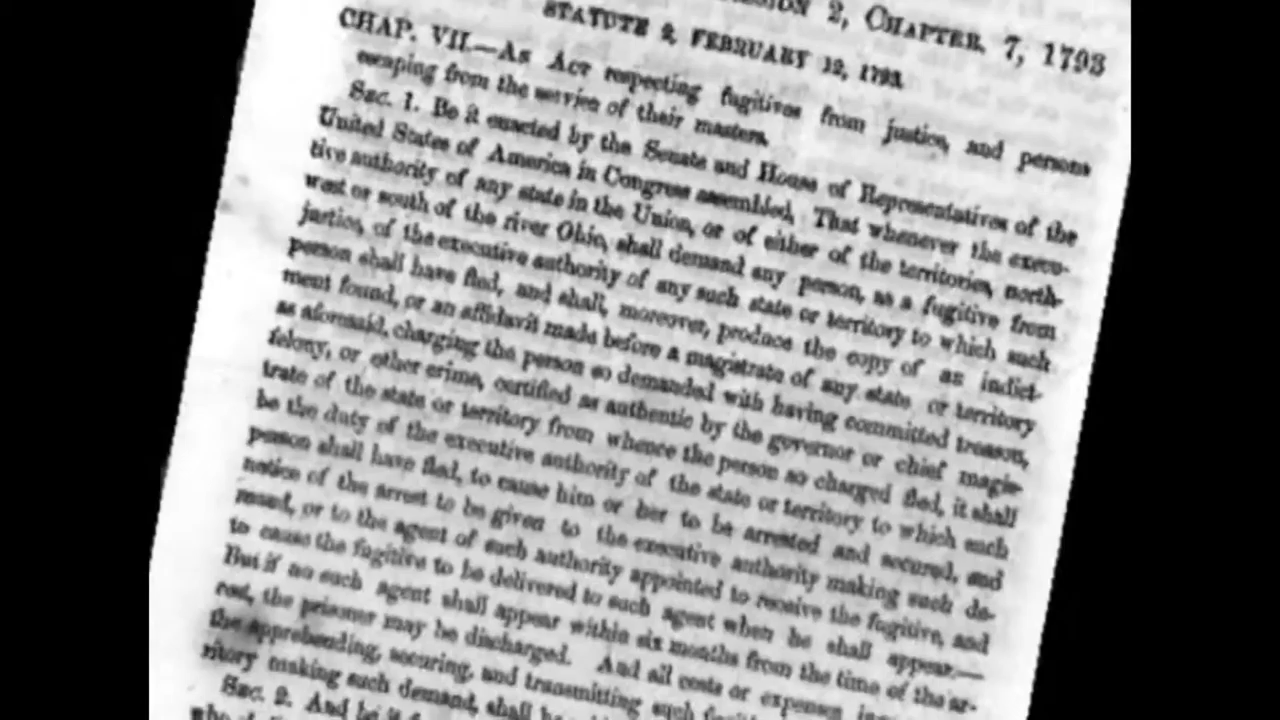 2, CHAPTER 7, 1793
STATUTE 2, FEBRUARY 12, 1793.
CHAP. VII.—AN ACT respecting fugitives from justice, and persons
escaping from the service of their masters.
SEC. 1. Be it enacted by the Senate and House of Representatives of the
United States of America in Congress assembled, That whenever the execu-
tive authority of any state in the Union, or of either of the territories, north-
west or south of the river Ohio, shall demand any person, as a fugitive from
justice, of the executive authority of any such state or territory to which such
person shall have fled, and shall, moreover, produce the copy of an indict-
ment found, or an affidavit made before a magistrate of any state or territory
as aforesaid, charging the person so demanded with having committed treason,
felony, or other crime, certified as authentic by the governor or chief magis-
trate of the state or territory from whence the person so charged fled, it shall
be the duty of the executive authority of the state or territory to which such
person shall have fled, to cause him or her to be arrested and secured, and
notice of the arrest to be given to the executive authority making such de-
mand, or to the agent of such authority appointed to receive the fugitive, and
to cause the fugitive to be delivered to such agent when he shall appear.—
But if no such agent shall appear within six months from the time of the ar-
rest, the prisoner may be discharged. And all costs or expenses
the apprehending, securing, and transmitting such
ritory making such demand, shall be
SEC. 2. And be it